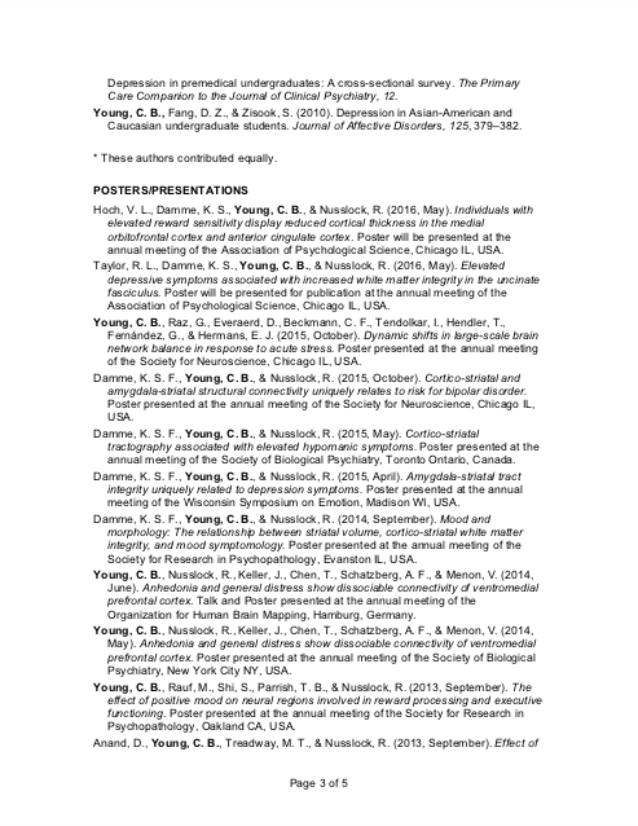 Depression in premedical undergraduates: A cross-sectional survey. The Primary
Care Companion to the Journal of Clinical Psychiatry, 12.
Young, C. B., Fang, D. Z., & Zisook, S. (2010). Depression in Asian-American and
Caucasian undergraduate students. Journal of Affective Disorders, 125, 379–382.
* These authors contributed equally.
POSTERS/PRESENTATIONS
Hoch, V. L., Damme, K. S., Young, C. B., & Nusslock, R. (2016, May). Individuals with
elevated reward sensitivity display reduced cortical thickness in the medial
orbitofrontal cortex and anterior cingulate cortex. Poster will be presented at the
annual meeting of the Association of Psychological Science, Chicago IL, USA.
Taylor, R. L., Damme, K. S., Young, C. B., & Nusslock, R. (2016, May). Elevated
depressive symptoms associated with increased white matter integrity in the uncinate
fasciculus. Poster will be presented for publication at the annual meeting of the
Association of Psychological Science, Chicago IL, USA.
Young, C. B., Raz, G., Everaerd, D., Beckmann, C. F., Tendolkar, I., Hendler, T.,
Fernández, G., & Hermans, E. J. (2015, October). Dynamic shifts in large-scale brain
network balance in response to acute stress. Poster presented at the annual meeting
of the Society for Neuroscience, Chicago IL, USA.
Damme, K. S. F., Young, C. B., & Nusslock, R. (2015, October). Cortico-striatal and
amygdala-striatal structural connectivity uniquely relates to risk for bipolar disorder.
Poster presented at the annual meeting of the Society for Neuroscience, Chicago IL,
USA.
Damme, K. S. F., Young, C. B., & Nusslock, R. (2015, May). Cortico-striatal
tractography associated with elevated hypomanic symptoms. Poster presented at the
annual meeting of the Society of Biological Psychiatry, Toronto Ontario, Canada.
Damme, K. S. F., Young, C. B., & Nusslock, R. (2015, April). Amygdala-striatal tract
integrity uniquely related to depression symptoms. Poster presented at the annual
meeting of the Wisconsin Symposium on Emotion, Madison WI, USA.
Damme, K. S. F., Young, C. B., & Nusslock, R. (2014, September). Mood and
morphology: The relationship between striatal volume, cortico-striatal white matter
integrity, and mood symptomology. Poster presented at the annual meeting of the
Society for Research in Psychopathology, Evanston IL, USA.
Young, C. B., Nusslock, R., Keller, J., Chen, T., Schatzberg, A. F., & Menon, V. (2014,
June). Anhedonia and general distress show dissociable connectivity of ventromedial
prefrontal cortex. Talk and Poster presented at the annual meeting of the
Organization for Human Brain Mapping, Hamburg, Germany.
Young, C. B., Nusslock, R., Keller, J., Chen, T., Schatzberg, A. F., & Menon, V. (2014,
May). Anhedonia and general distress show dissociable connectivity of ventromedial
prefrontal cortex. Poster presented at the annual meeting of the Society of Biological
Psychiatry, New York City NY, USA.
Young, C. B., Rauf, M., Shi, S., Parrish, T. B., & Nusslock, R. (2013, September). The
effect of positive mood on neural regions involved in reward processing and executive
functioning. Poster presented at the annual meeting of the Society for Research in
Psychopathology, Oakland CA, USA.
Anand, D., Young, C. B., Treadway, M. T., & Nusslock, R. (2013, September). Effect of
Page 3 of 5